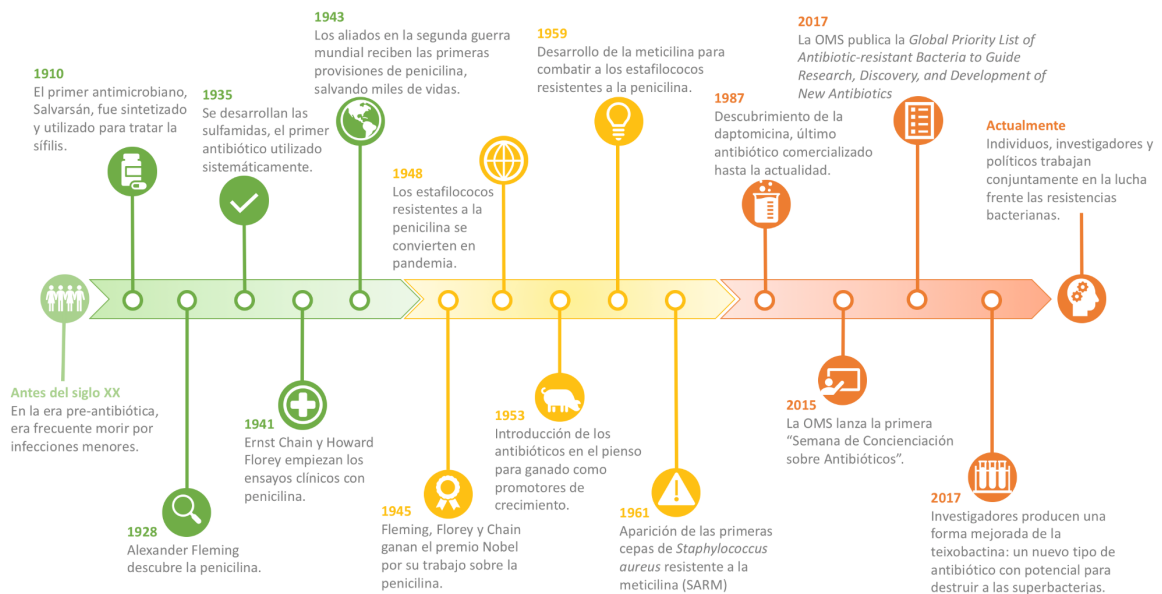 Antes del siglo XX
En la era pre-antibiótica,
era frecuente morir por
infecciones menores.
1910
El primer antimicrobiano,
Salvarsán, fue sintetizado
y utilizado para tratar la
sífilis.
1928
Alexander Fleming
descubre la penicilina.
1935
Se desarrollan las
sulfamidas, el primer
antibiótico utilizado
sistemáticamente.
1941
Ernst Chain y Howard
Florey empiezan los
ensayos clínicos con
penicilina.
1943
Los aliados en la segunda guerra
mundial reciben las primeras
provisiones de penicilina,
salvando miles de vidas.
1945
Fleming, Florey y Chain
ganan el premio Nobel
por su trabajo sobre la
penicilina.
1948
Los estafilococos
resistentes a la
penicilina se
convierten en
pandemia.
1953
Introducción de los
antibióticos en el pienso
para ganado como
promotores de
crecimiento.
1959
Desarrollo de la meticilina para
combatir a los estafilococos
resistentes a la penicilina.
1961
Aparición de las primeras
cepas de Staphylococcus
aureus resistente a la
meticilina (SARM)
1987
Descubrimiento de la
daptomicina, último
antibiótico comercializado
hasta la actualidad.
2015
La OMS lanza la primera
“Semana de Concienciación
sobre Antibióticos”.
2017
La OMS publica la Global Priority List of
Antibiotic-resistant Bacteria to Guide
Research, Discovery, and Development of
New Antibiotics
2017
Investigadores producen una
forma mejorada de la
teixobactina: un nuevo tipo de
antibiótico con potencial para
destruir a las superbacterias.
Actualmente
Individuos, investigadores y
políticos trabajan
conjuntamente en la lucha
frente las resistencias
bacterianas.